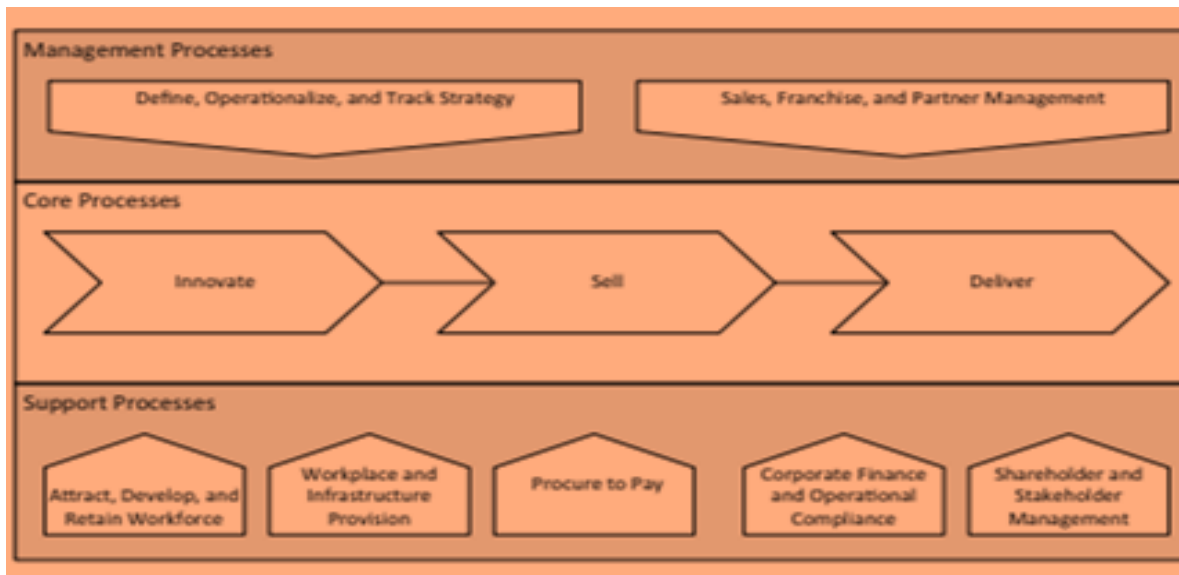 Management Processes
Define, Operationalize, and Track Strategy
Sales, Franchise, and Partner Management
Core Processes
Innovate
Sell
Deliver
Support Processes
Attract, Develop, and
Retain Workforce
Workplace and
Infrastructure
Provision
Procure to Pay
Corporate Finance
and Operational
Compliance
Shareholder and
Stakeholder
Management